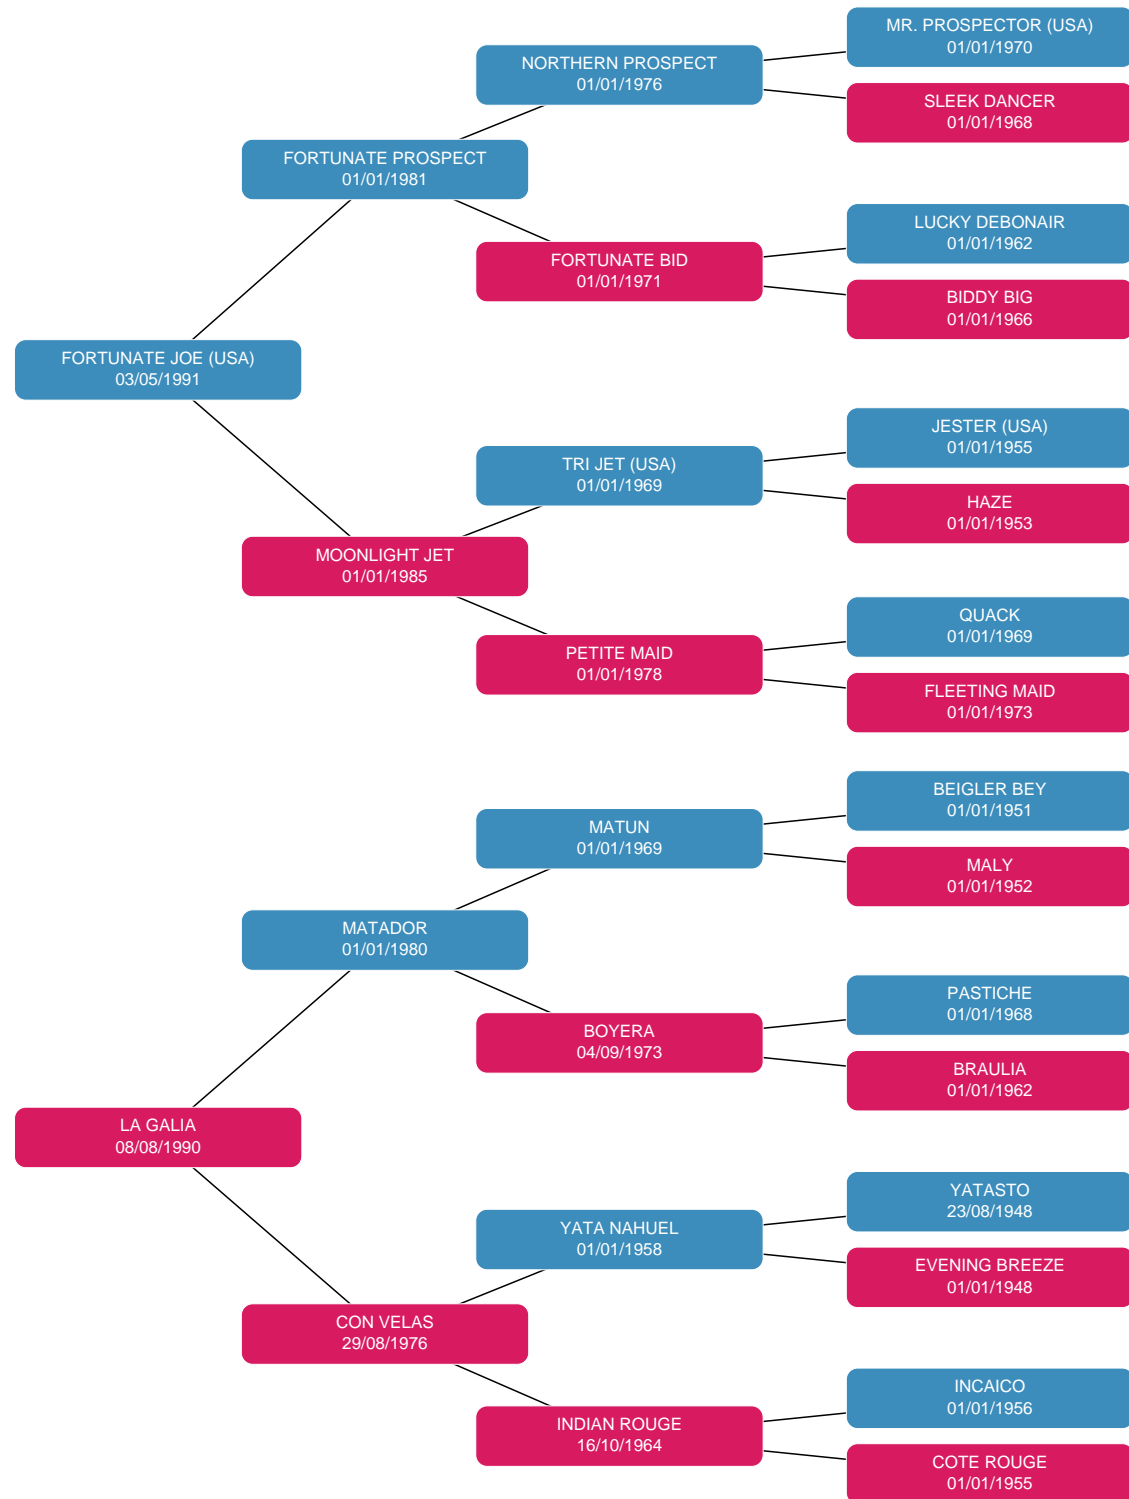 MR. PROSPECTOR (USA)
01/01/1970
NORTHERN PROSPECT
01/01/1976
SLEEK DANCER
01/01/1968
FORTUNATE PROSPECT
01/01/1981
LUCKY DEBONAIR
01/01/1962
FORTUNATE BID
01/01/1971
BIDDY BIG
01/01/1966
FORTUNATE JOE (USA)
03/05/1991
JESTER (USA)
01/01/1955
TRI JET (USA)
01/01/1969
HAZE
01/01/1953
MOONLIGHT JET
01/01/1985
QUACK
01/01/1969
PETITE MAID
01/01/1978
FLEETING MAID
01/01/1973
BEIGLER BEY
01/01/1951
MATUN
01/01/1969
MALY
01/01/1952
MATADOR
01/01/1980
PASTICHE
01/01/1968
BOYERA
04/09/1973
BRAULIA
01/01/1962
LA GALIA
08/08/1990
YATASTO
23/08/1948
YATA NAHUEL
01/01/1958
EVENING BREEZE
01/01/1948
CON VELAS
29/08/1976
INCAICO
01/01/1956
INDIAN ROUGE
16/10/1964
COTE ROUGE
01/01/1955